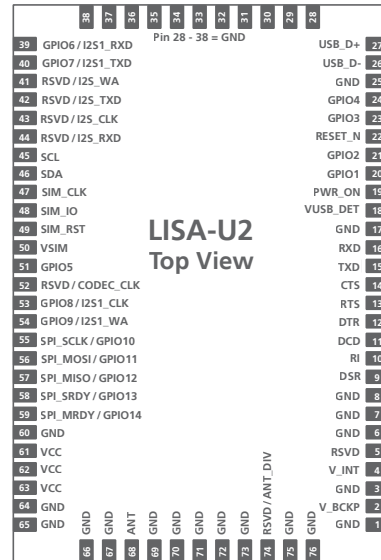 38 37 36 35 34 33 32 31 30 29 28
Pin 28 - 38 = GND
39 GPIO6 / I2S1_RXD
40 GPIO7 / I2S1_TXD
41 RSVD / I2S_WA
42 RSVD / I2S_TXD
43 RSVD / I2S_CLK
44 RSVD / I2S_RXD
45 SCL
46 SDA
47 SIM_CLK
48 SIM_IO
49 SIM_RST
50 VSIM
51 GPIO5
52 RSVD / CODEC_CLK
53 GPIO8 / I2S1_CLK
54 GPIO9 / I2S1_WA
55 SPI_SCLK / GPIO10
56 SPI_MOSI / GPIO11
57 SPI_MISO / GPIO12
58 SPI_SRDY / GPIO13
59 SPI_MRDY / GPIO14
60 GND
61 VCC
62 VCC
63 VCC
64 GND
65 GND
LISA-U2
Top View
USB_D+ 27
USB_D- 26
GND 25
GPIO4 24
GPIO3 23
RESET_N 22
GPIO2 21
GPIO1 20
PWR_ON 19
VUSB_DET 18
GND 17
RXD 16
TXD 15
CTS 14
RTS 13
DTR 12
DCD 11
RI 10
DSR 9
GND 8
GND 7
GND 6
RSVD 5
V_INT 4
GND 3
V_BCKP 2
GND 1
GND GND ANT GND GND GND GND GND RSVD / ANT_DIV GND GND
66 67 68 69 70 71 72 73 74 75 76